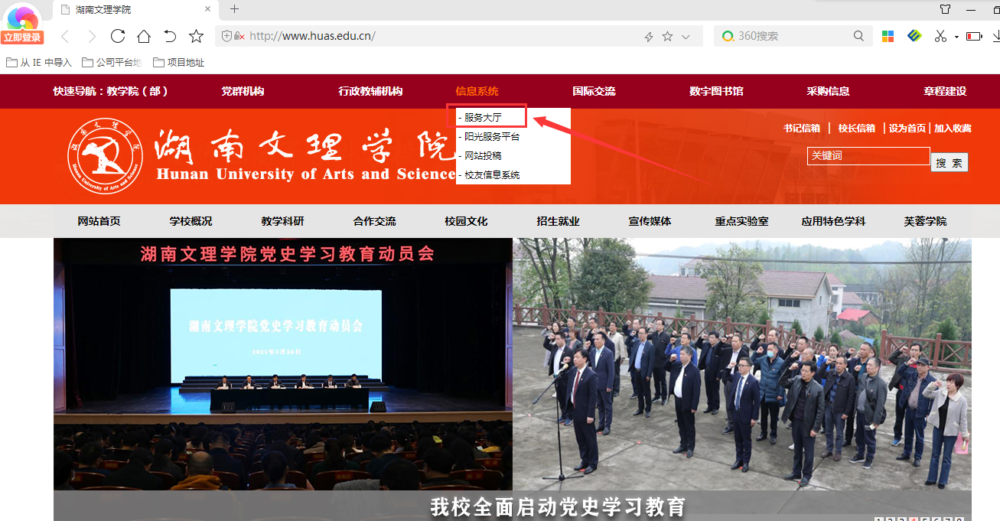 湖南文理学院
立即登录
http://www.huas.edu.cn/
360搜索
从 IE 中导入 公司平台地 项目地址
快速导航：教学院（部） 党群机构 行政教辅机构 信息系统 国际交流 数字图书馆 采购信息 章程建设
- 服务大厅
- 阳光服务平台
- 网站投稿
- 校友信息系统
书记信箱 | 校长信箱 | 设为首页 | 加入收藏
关键词 搜 索
湖南文理学院
Hunan University of Arts and Science
湖南文理学院
Hunan University of Arts and Science
网站首页 学校概况 教学科研 合作交流 校园文化 招生就业 宣传媒体 重点实验室 应用特色学科 芙蓉学院
湖南文理学院党史学习教育动员会
湖南文理学院党史学习教育动员会
2021年3月26日
我校全面启动党史学习教育
1 2 3 4 5 6 7 8